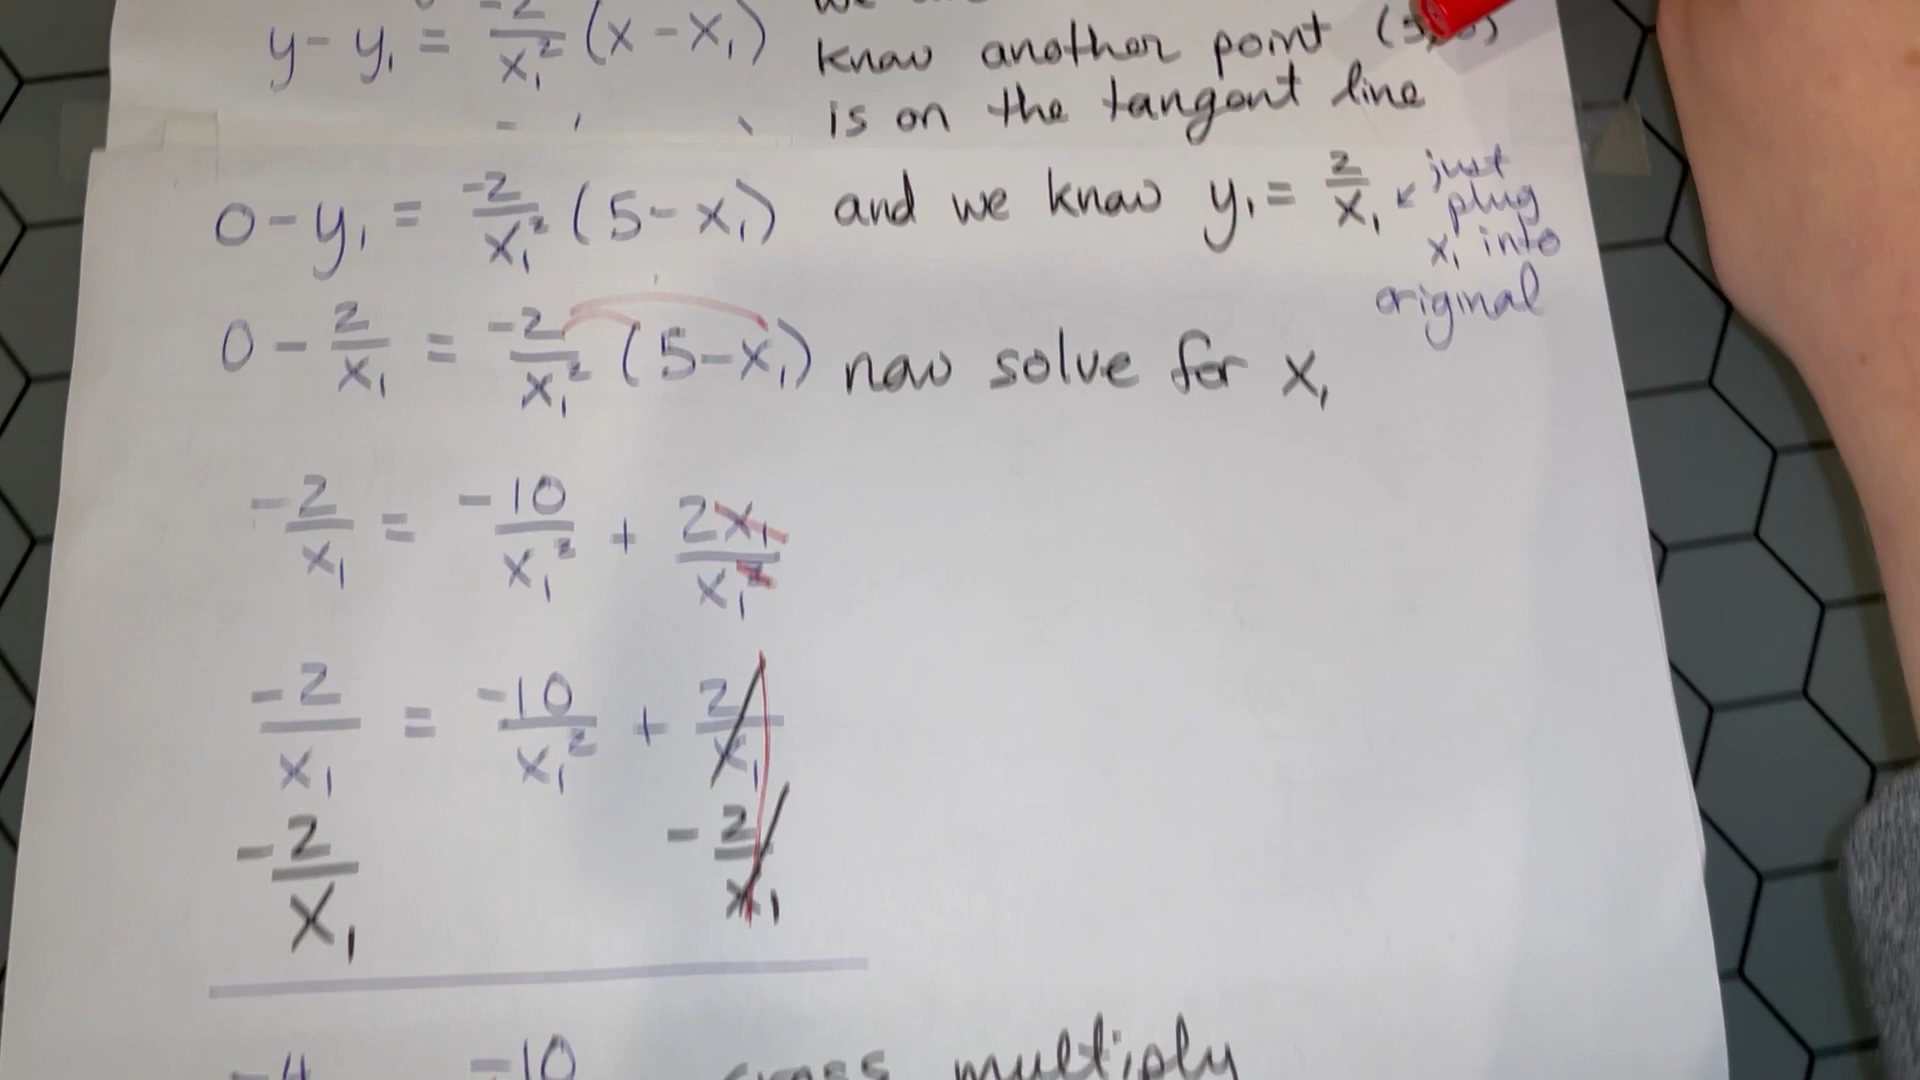 y - y₁ = -2/x₁² (x - x₁)
know another point (5,
is on the tangent line
0 - y₁ = -2/x₁² (5 - x₁) and we know y₁ = 2/x₁ ↙ just
plug
x₁ into
original
0 - 2/x₁ = -2/x₁² (5 - x₁) now solve for x₁
-2/x₁ = -10/x₁² + 2x₁/x₁²
-2/x₁ = -10/x₁² + 2/x₁
-2/x₁ - 2/x₁
-4 -10 cross multiply